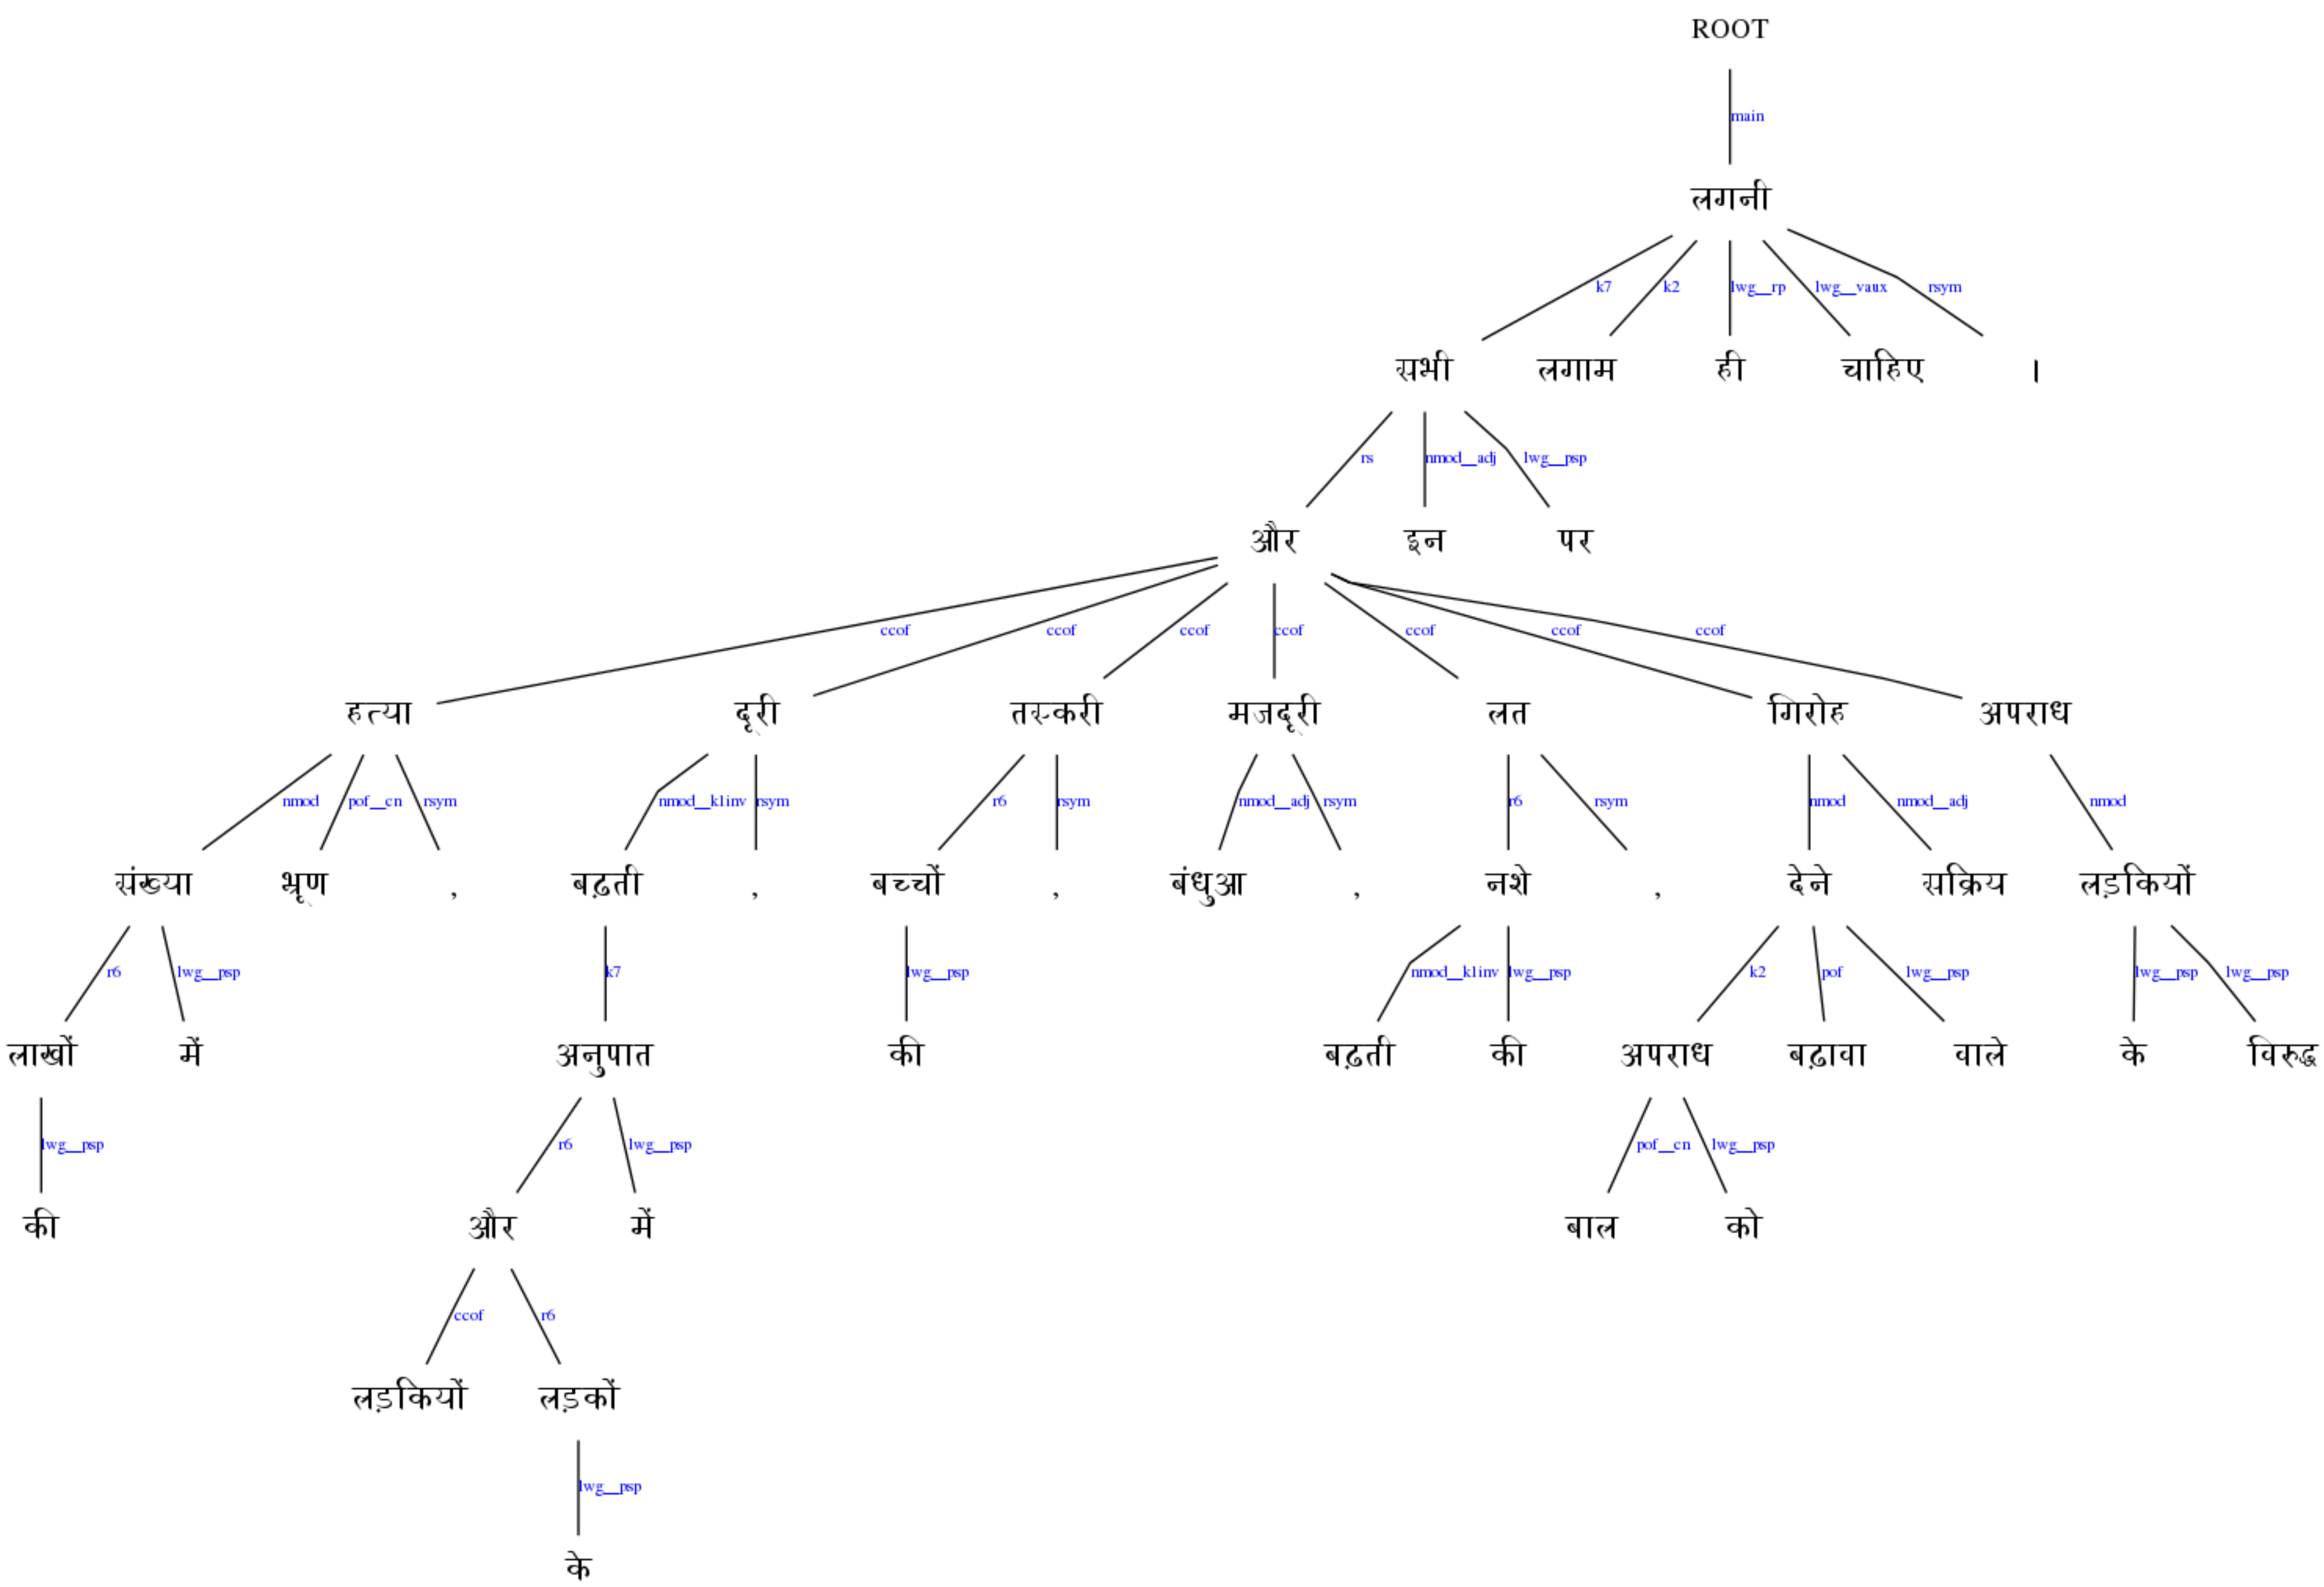 ROOT
main
लगनी
k7 k2 lwg__rp lwg__vaux rsym
सभी लगाम ही चाहिए ।
rs nmod__adj lwg__psp
और इन पर
ccof ccof ccof ccof ccof ccof ccof
हत्या दूरी तस्करी मजदूरी लत गिरोह अपराध
nmod pof__cn rsym nmod__k1inv rsym r6 rsym nmod__adj rsym r6 rsym nmod nmod__adj nmod
संख्या भ्रूण , बढ़ती , बच्चों , बंधुआ , नशे , देने सक्रिय लड़कियों
r6 lwg__psp k7 lwg__psp nmod__k1inv lwg__psp k2 pof lwg__psp lwg__psp lwg__psp
लाखों में अनुपात की बढ़ती की अपराध बढ़ावा वाले के विरुद्ध
lwg__psp r6 lwg__psp pof__cn lwg__psp
की और में बाल को
ccof r6
लड़कियों लड़कों
lwg__psp
के